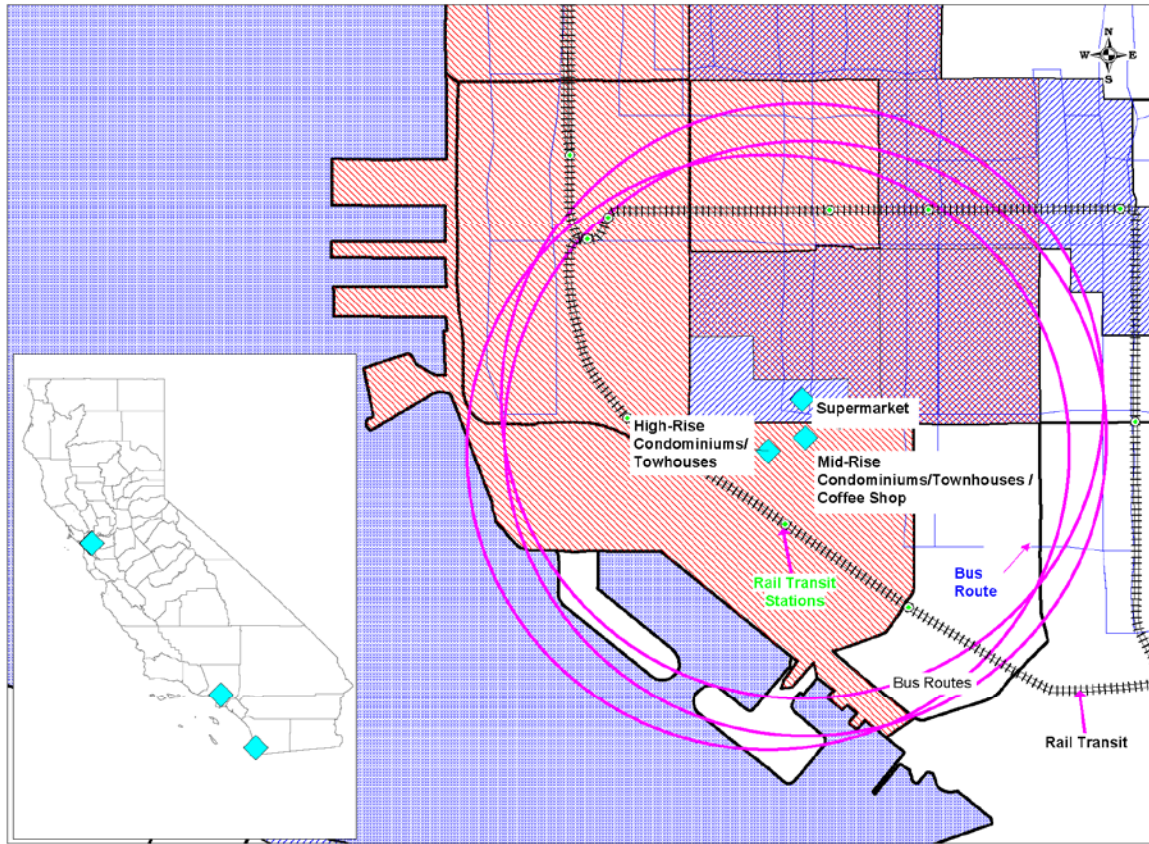 N
W E
S
Supermarket
High-Rise
Condominiums/
Towhouses
Mid-Rise
Condominiums/Townhouses /
Coffee Shop
Rail Transit
Stations
Bus
Route
Bus Routes
Rail Transit